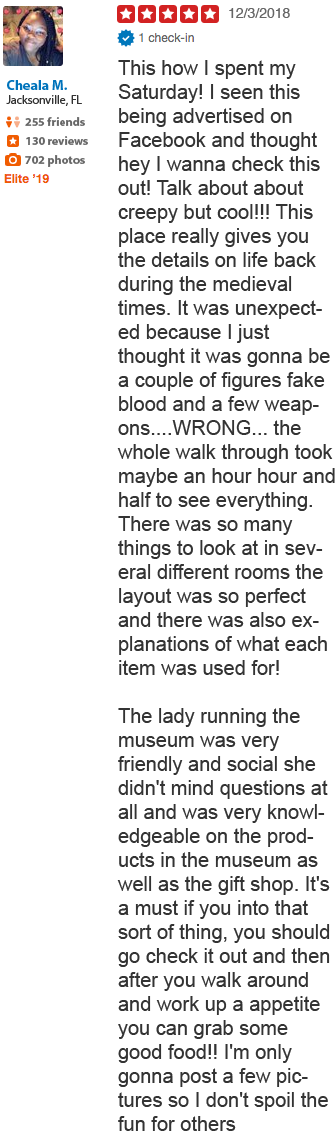 12/3/2018
1 check-in
Cheala M.
Jacksonville, FL
255 friends
130 reviews
702 photos
Elite '19
This how I spent my
Saturday! I seen this
being advertised on
Facebook and thought
hey I wanna check this
out! Talk about about
creepy but cool!!! This
place really gives you
the details on life back
during the medieval
times. It was unexpect-
ed because I just
thought it was gonna be
a couple of figures fake
blood and a few weap-
ons....WRONG... the
whole walk through took
maybe an hour hour and
half to see everything.
There was so many
things to look at in sev-
eral different rooms the
layout was so perfect
and there was also ex-
planations of what each
item was used for!
The lady running the
museum was very
friendly and social she
didn't mind questions at
all and was very knowl-
edgeable on the prod-
ucts in the museum as
well as the gift shop. It's
a must if you into that
sort of thing, you should
go check it out and then
after you walk around
and work up a appetite
you can grab some
good food!! I'm only
gonna post a few pic-
tures so I don't spoil the
fun for others